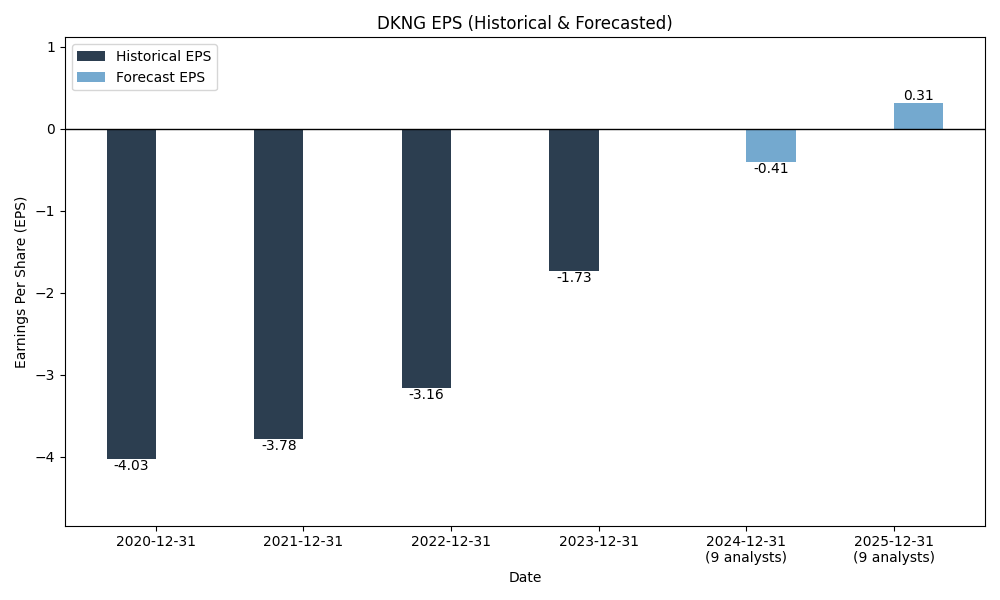 DKNG EPS (Historical & Forecasted)
Historical EPS
Forecast EPS
Earnings Per Share (EPS)
1
0
−1
−2
−3
−4
-4.03
-3.78
-3.16
-1.73
-0.41
0.31
2020-12-31
2021-12-31
2022-12-31
2023-12-31
2024-12-31
(9 analysts)
2025-12-31
(9 analysts)
Date